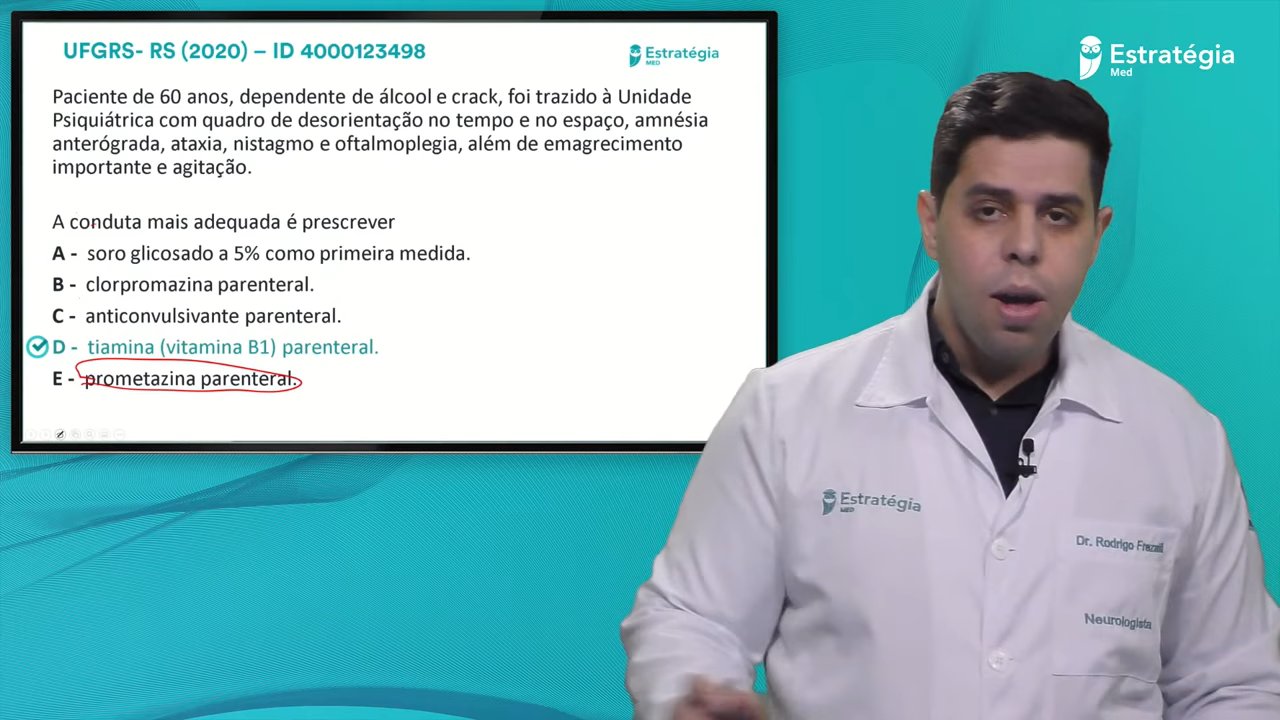 UFGRS- RS (2020) – ID 4000123498
Estratégia
MED
Estratégia
Med
Paciente de 60 anos, dependente de álcool e crack, foi trazido à Unidade
Psiquiátrica com quadro de desorientação no tempo e no espaço, amnésia
anterógrada, ataxia, nistagmo e oftalmoplegia, além de emagrecimento
importante e agitação.
A conduta mais adequada é prescrever
A - soro glicosado a 5% como primeira medida.
B - clorpromazina parenteral.
C - anticonvulsivante parenteral.
D - tiamina (vitamina B1) parenteral.
E - prometazina parenteral.
Estratégia
MED
Dr. Rodrigo
Neurologista